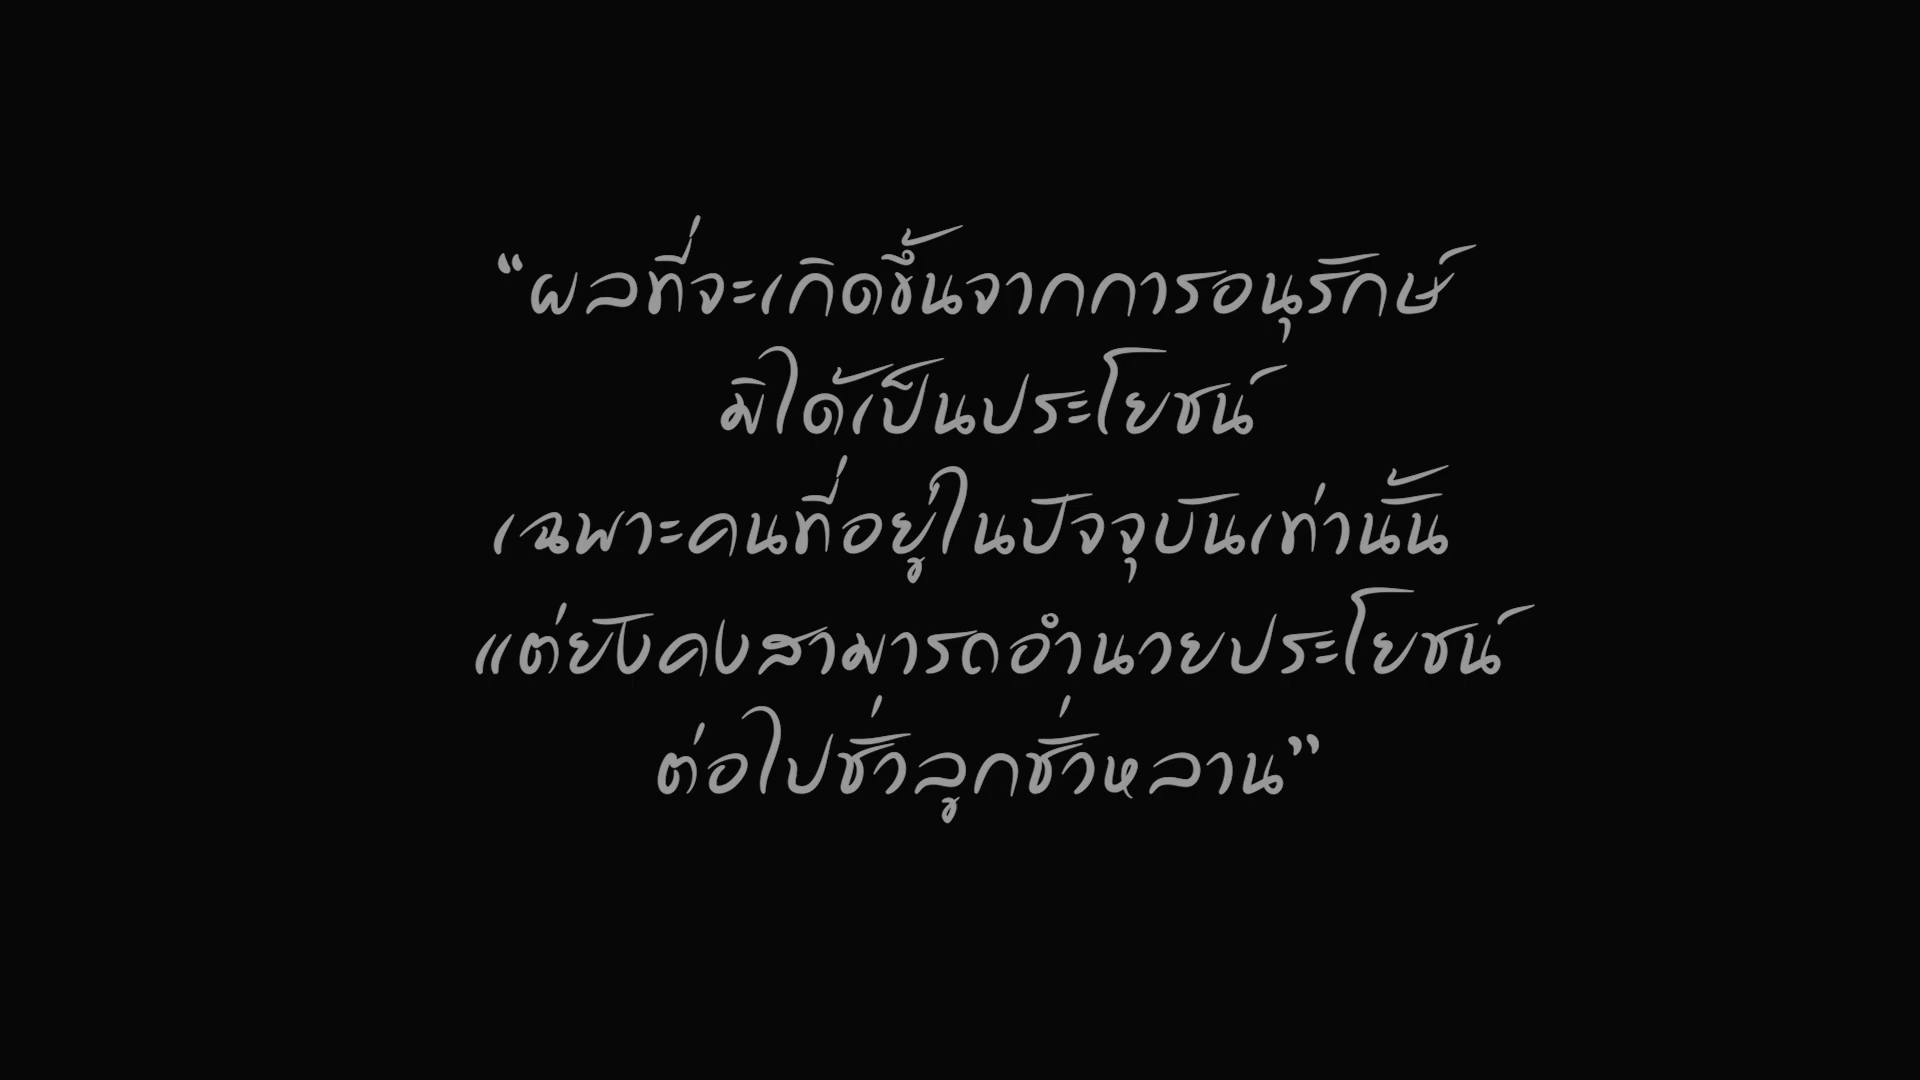 “ผลที่จะเกิดขึ้นจากการอนุรักษ์
มิได้เป็นประโยชน์
เฉพาะคนที่อยู่ในปัจจุบันเท่านั้น
แต่ยังคงสามารถอำนวยประโยชน์
ต่อไปชั่วลูกชั่วหลาน”